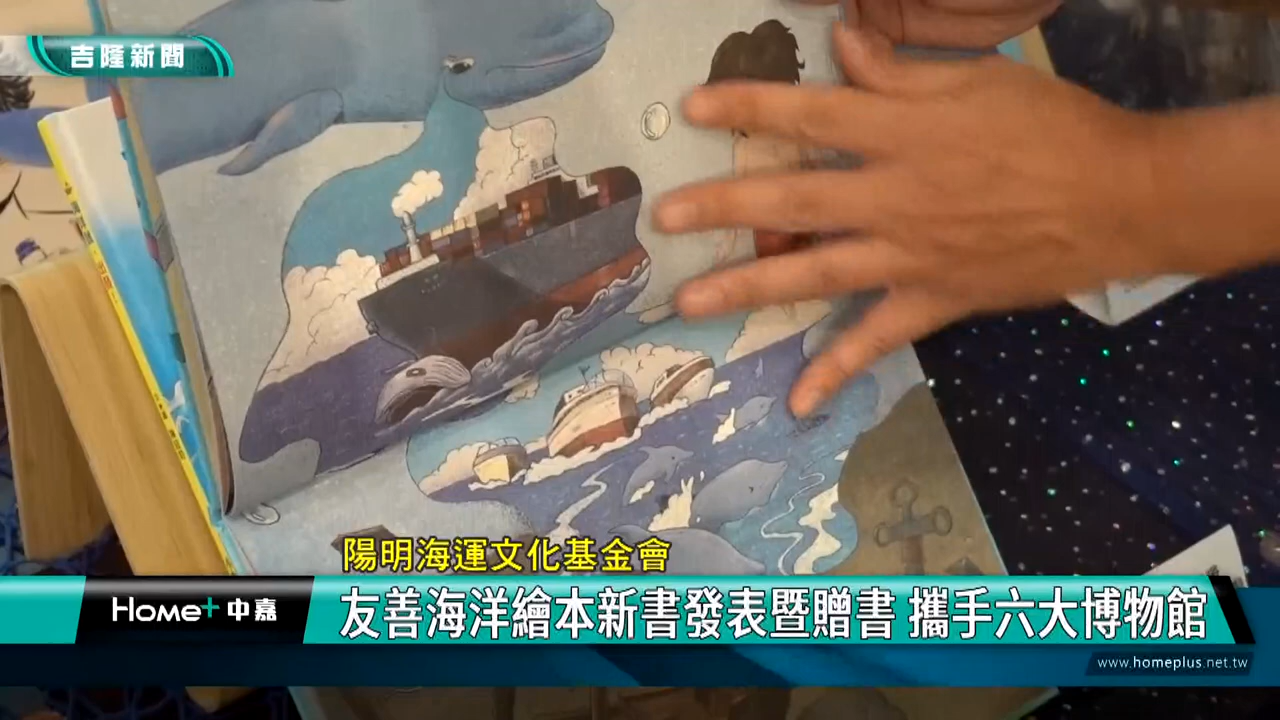 吉隆新聞
陽明海運文化基金會
Home+中嘉
友善海洋繪本新書發表暨贈書 攜手六大博物館
www.homeplus.net.tw